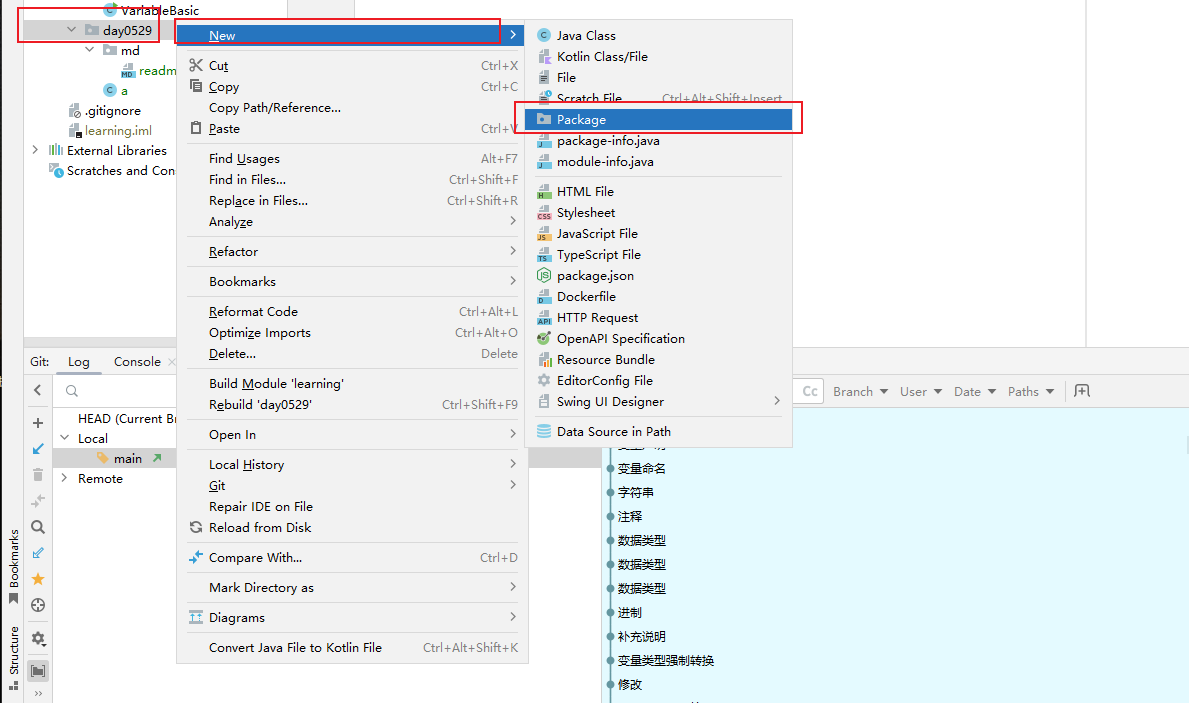 VariableBasic
day0529
md
readm
a
.gitignore
learning.iml
External Libraries
Scratches and Con
New
Cut Ctrl+X
Copy Ctrl+C
Copy Path/Reference...
Paste Ctrl+V
Find Usages Alt+F7
Find in Files... Ctrl+Shift+F
Replace in Files... Ctrl+Shift+R
Analyze
Refactor
Bookmarks
Reformat Code Ctrl+Alt+L
Optimize Imports Ctrl+Alt+O
Delete... Delete
Build Module 'learning'
Rebuild 'day0529' Ctrl+Shift+F9
Open In
Local History
Git
Repair IDE on File
Reload from Disk
Compare With... Ctrl+D
Mark Directory as
Diagrams
Convert Java File to Kotlin File Ctrl+Alt+Shift+K
Java Class
Kotlin Class/File
File
Scratch File Ctrl+Alt+Shift+Insert
Package
package-info.java
module-info.java
HTML File
Stylesheet
JavaScript File
TypeScript File
package.json
Dockerfile
HTTP Request
OpenAPI Specification
Resource Bundle
EditorConfig File
Swing UI Designer
Data Source in Path
Git: Log Console
HEAD (Current Br
Local
main
Remote
Cc Branch User Date Paths
变量命名
字符串
注释
数据类型
数据类型
数据类型
进制
补充说明
变量类型强制转换
修改
Bookmarks
Structure